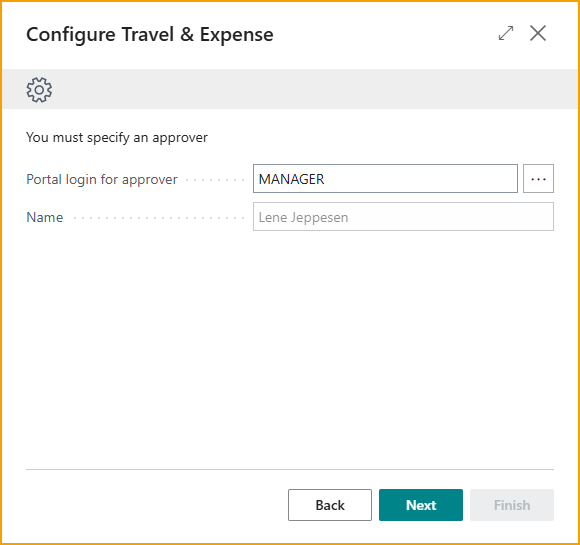 Configure Travel & Expense
You must specify an approver
Portal login for approver MANAGER ...
Name Lene Jeppesen
Back Next Finish